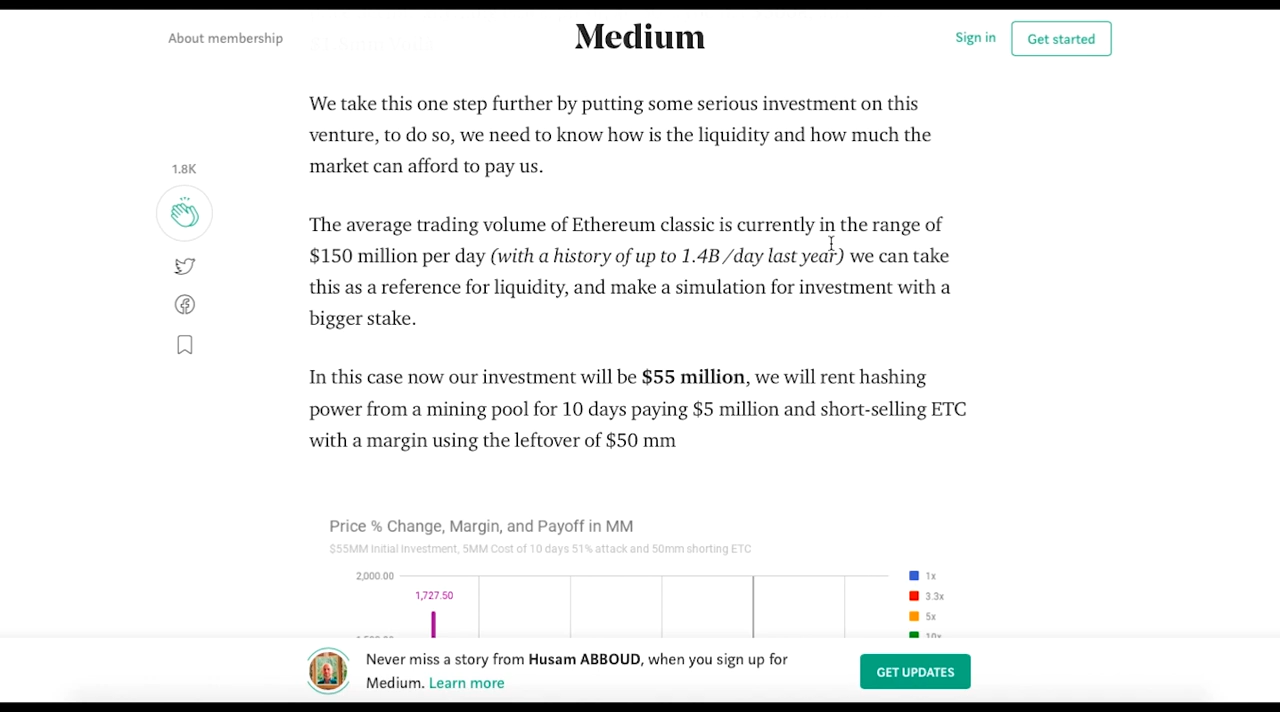 About membership
Medium
Sign in
Get started
We take this one step further by putting some serious investment on this
venture, to do so, we need to know how is the liquidity and how much the
market can afford to pay us.
1.8K
The average trading volume of Ethereum classic is currently in the range of
$150 million per day (with a history of up to 1.4B/day last year) we can take
this as a reference for liquidity, and make a simulation for investment with a
bigger stake.
In this case now our investment will be $55 million, we will rent hashing
power from a mining pool for 10 days paying $5 million and short-selling ETC
with a margin using the leftover of $50 mm
Price % Change, Margin, and Payoff in MM
$55MM Initial Investment, 5MM Cost of 10 days 51% attack and 50mm shorting ETC
2,000.00
1,727.50
1x
3.3x
5x
10x
Never miss a story from Husam ABBOUD, when you sign up for
Medium. Learn more
GET UPDATES